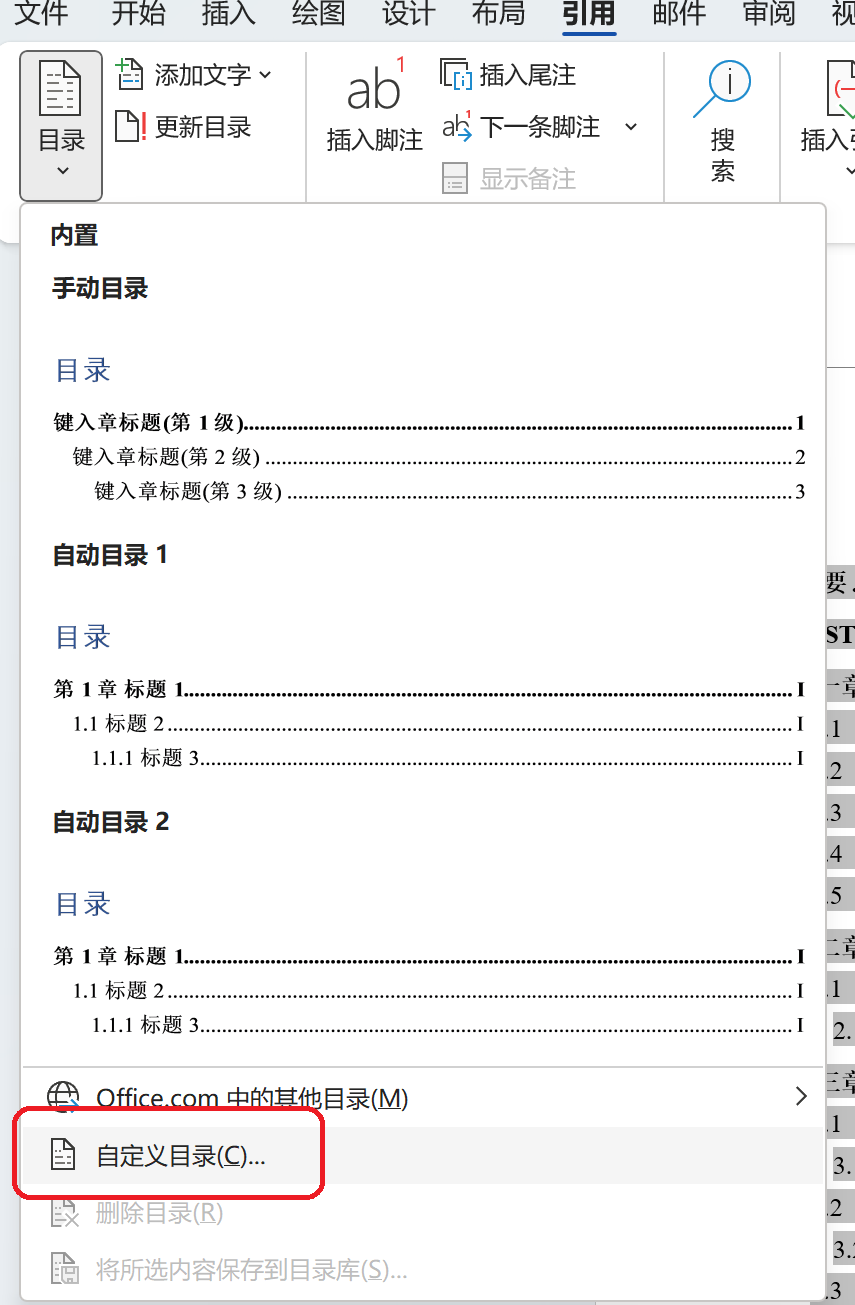 文件 开始 插入 绘图 设计 布局 引用 邮件 审阅 视
目录
添加文字
更新目录
ab1
插入脚注
插入尾注
下一条脚注
显示备注
搜
索
插入
内置
手动目录
目录
键入章标题(第 1 级)........1
键入章标题(第 2 级)........2
键入章标题(第 3 级)........3
自动目录 1
目录
第 1 章 标题 1........I
1.1 标题 2........I
1.1.1 标题 3........I
自动目录 2
目录
第 1 章 标题 1........I
1.1 标题 2........I
1.1.1 标题 3........I
Office.com 中的其他目录(M)
自定义目录(C)...
删除目录(R)
将所选内容保存到目录库(S)...
要
ST
一章
.1
.2
.3
.4
.5
二章
.1
2.
三章
.1
3.
.2
3.
.3